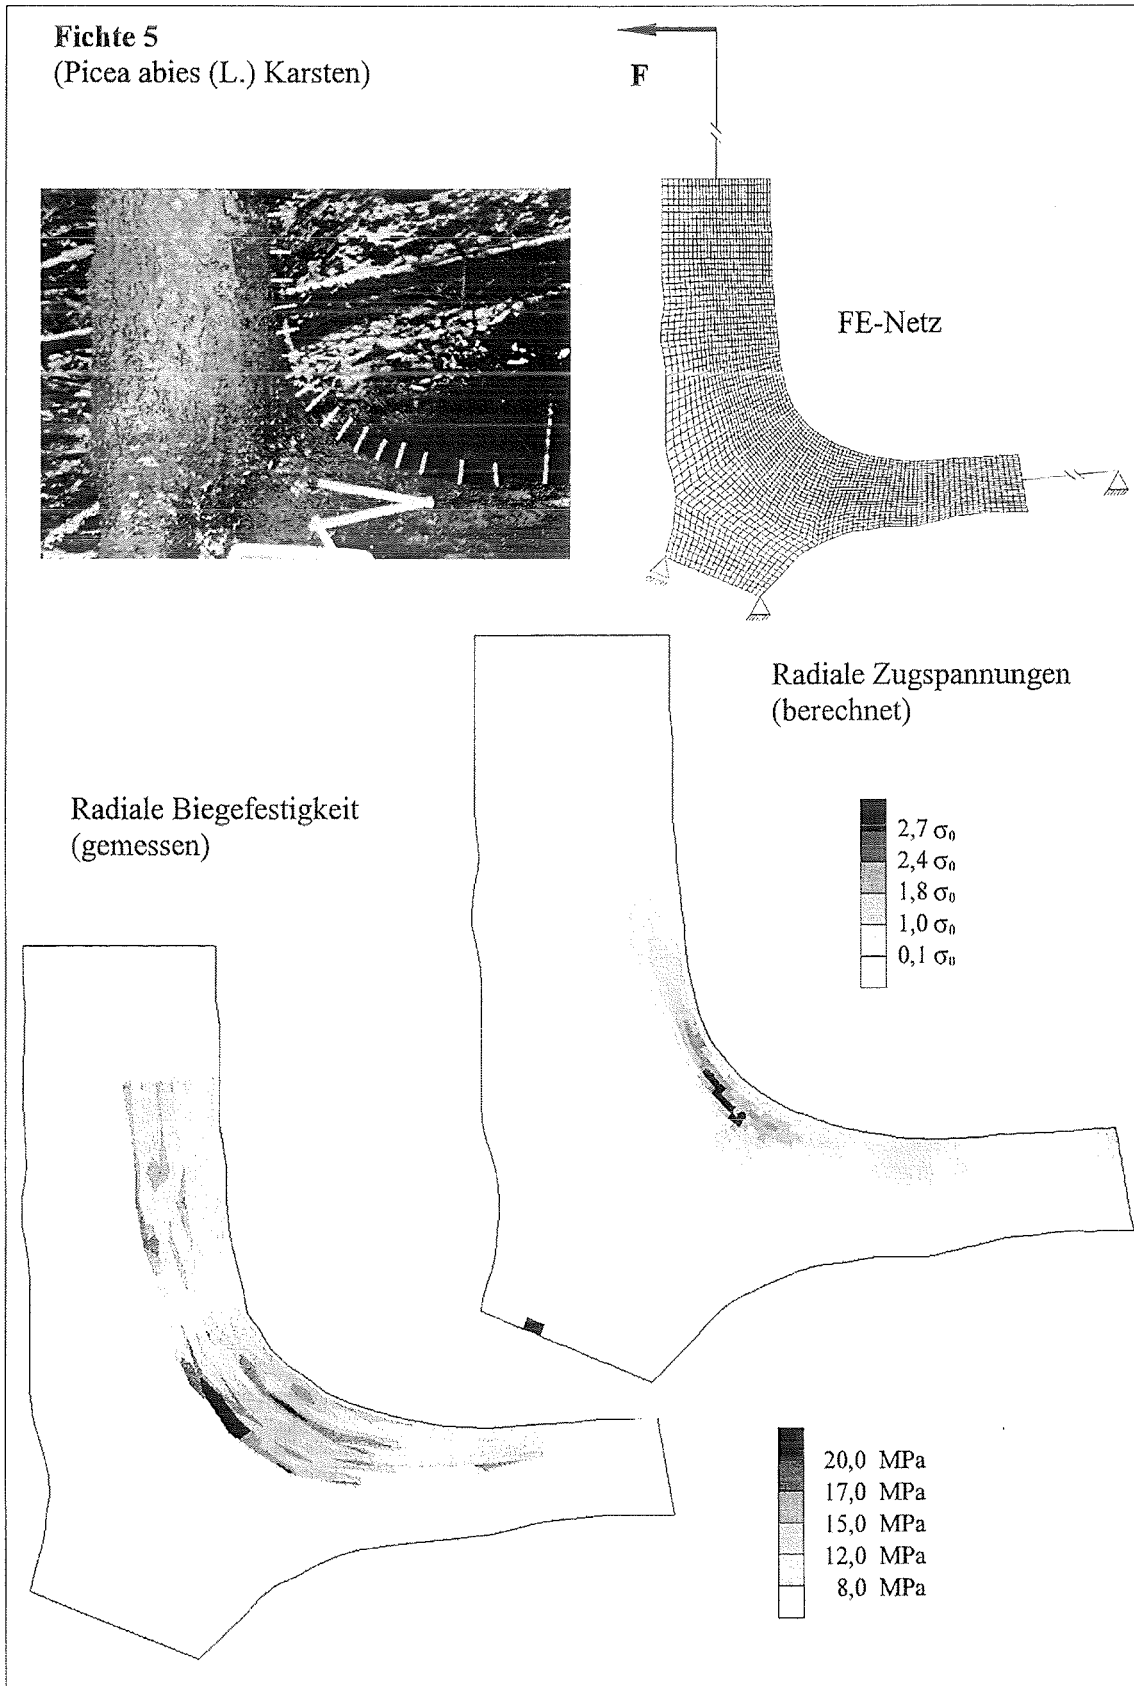 Fichte 5
(Picea abies (L.) Karsten)
F
FE-Netz
Radiale Zugspannungen
(berechnet)
2,7 σ₀
2,4 σ₀
1,8 σ₀
1,0 σ₀
0,1 σ₀
Radiale Biegefestigkeit
(gemessen)
20,0 MPa
17,0 MPa
15,0 MPa
12,0 MPa
8,0 MPa